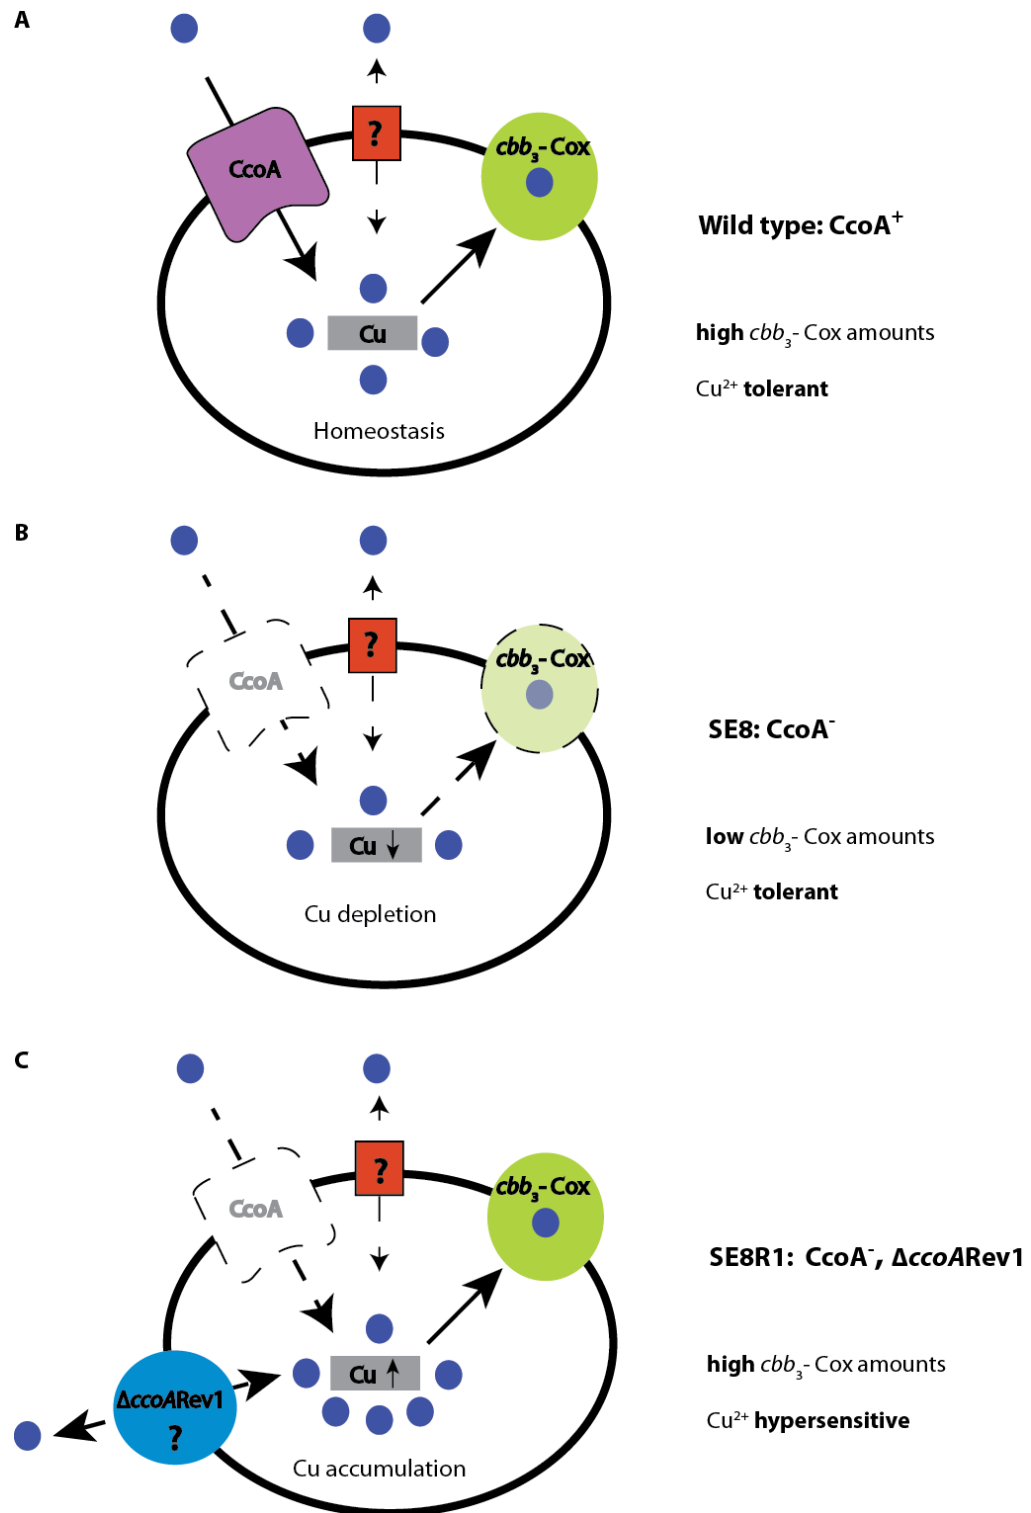 A
?
CcoA
cbb₃- Cox
Wild type: CcoA⁺
Cu
high cbb₃- Cox amounts
Cu²⁺ tolerant
Homeostasis
B
?
cbb₃- Cox
CcoA
SE8: CcoA⁻
Cu ↓
low cbb₃- Cox amounts
Cu²⁺ tolerant
Cu depletion
C
?
cbb₃- Cox
CcoA
SE8R1: CcoA⁻, ΔccoARev1
Cu ↑
high cbb₃- Cox amounts
ΔccoARev1
?
Cu²⁺ hypersensitive
Cu accumulation